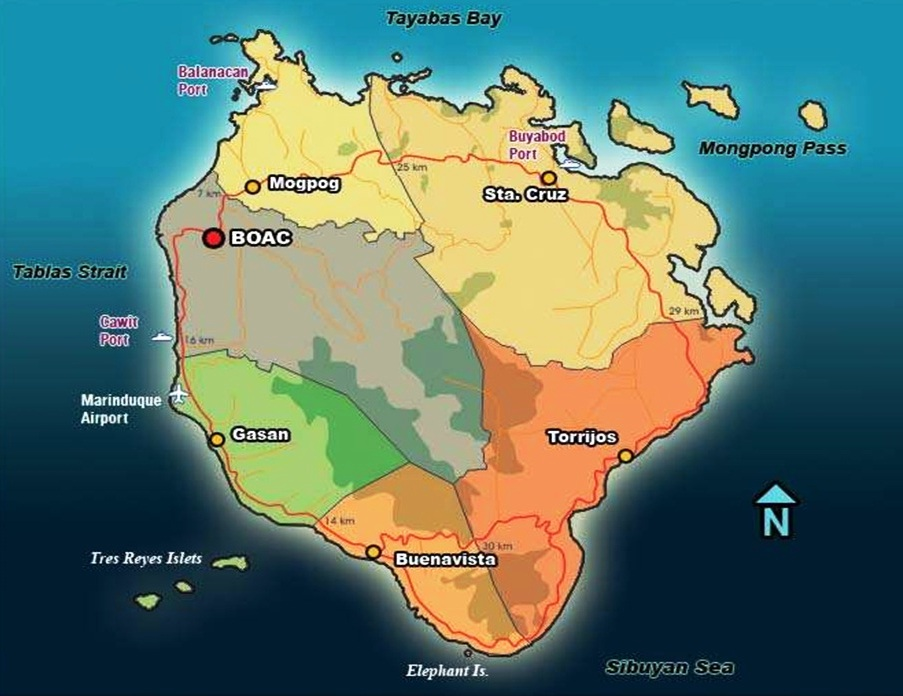 Tayabas Bay
Balanacan
Port
Buyabod
Port
Mongpong Pass
25 km
Mogpog
Sta. Cruz
7 km
BOAC
Tablas Strait
29 km
Cawit
Port
16 km
Marinduque
Airport
Gasan
Torrijos
14 km
N
30 km
Tres Reyes Islets
Buenavista
Elephant Is.
Sibuyan Sea